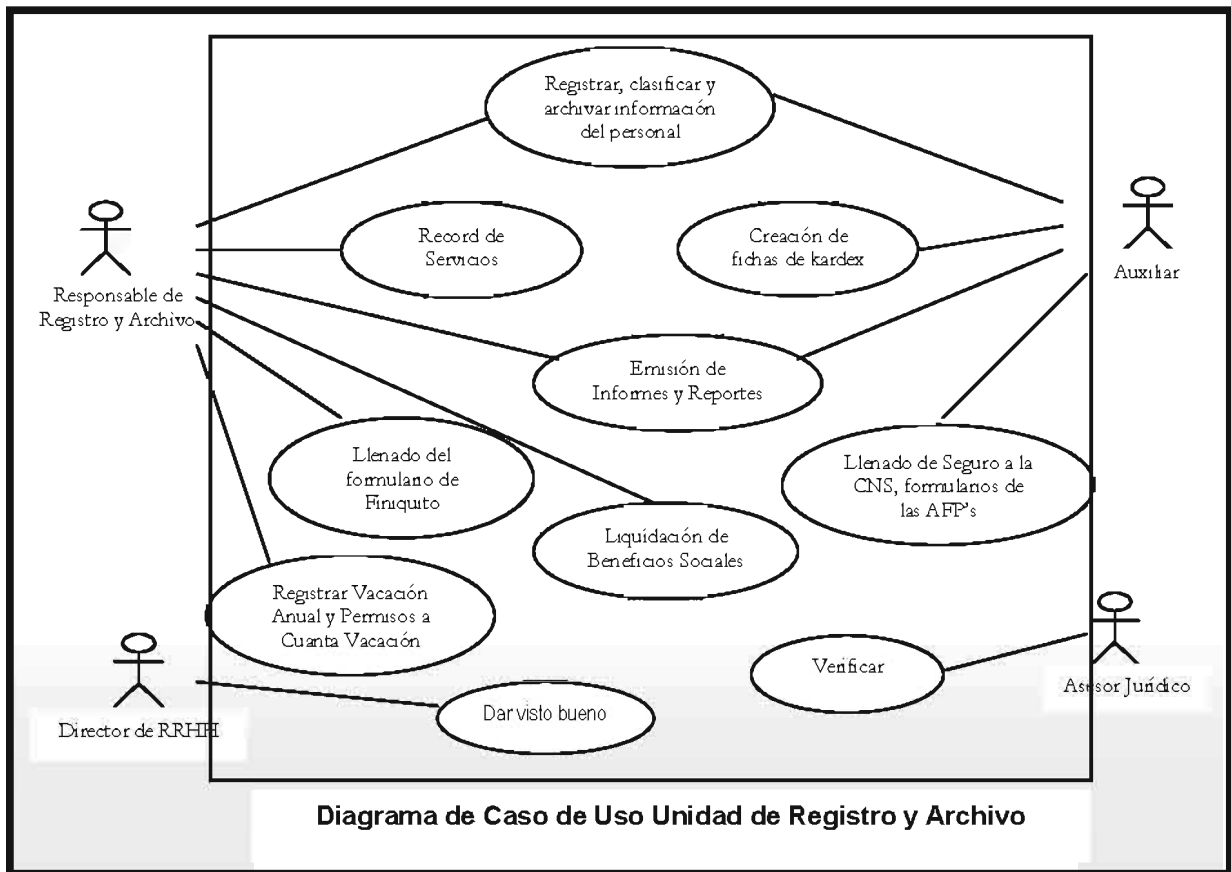 Registrar, clasificar y
archivar información
del personal
Record de
Servicios
Creación de
fichas de kardex
Responsable de
Registro y Archivo
Auxiliar
Emisión de
Informes y Reportes
Llenado del
formulario de
Finiquito
Llenado de Seguro a la
CNS, formularios de
las AFP's
Liquidación de
Beneficios Sociales
Registrar Vacación
Anual y Permisos a
Cuanta Vacación
Verificar
Asesor Jurídico
Dar visto bueno
Director de RRHH
Diagrama de Caso de Uso Unidad de Registro y Archivo